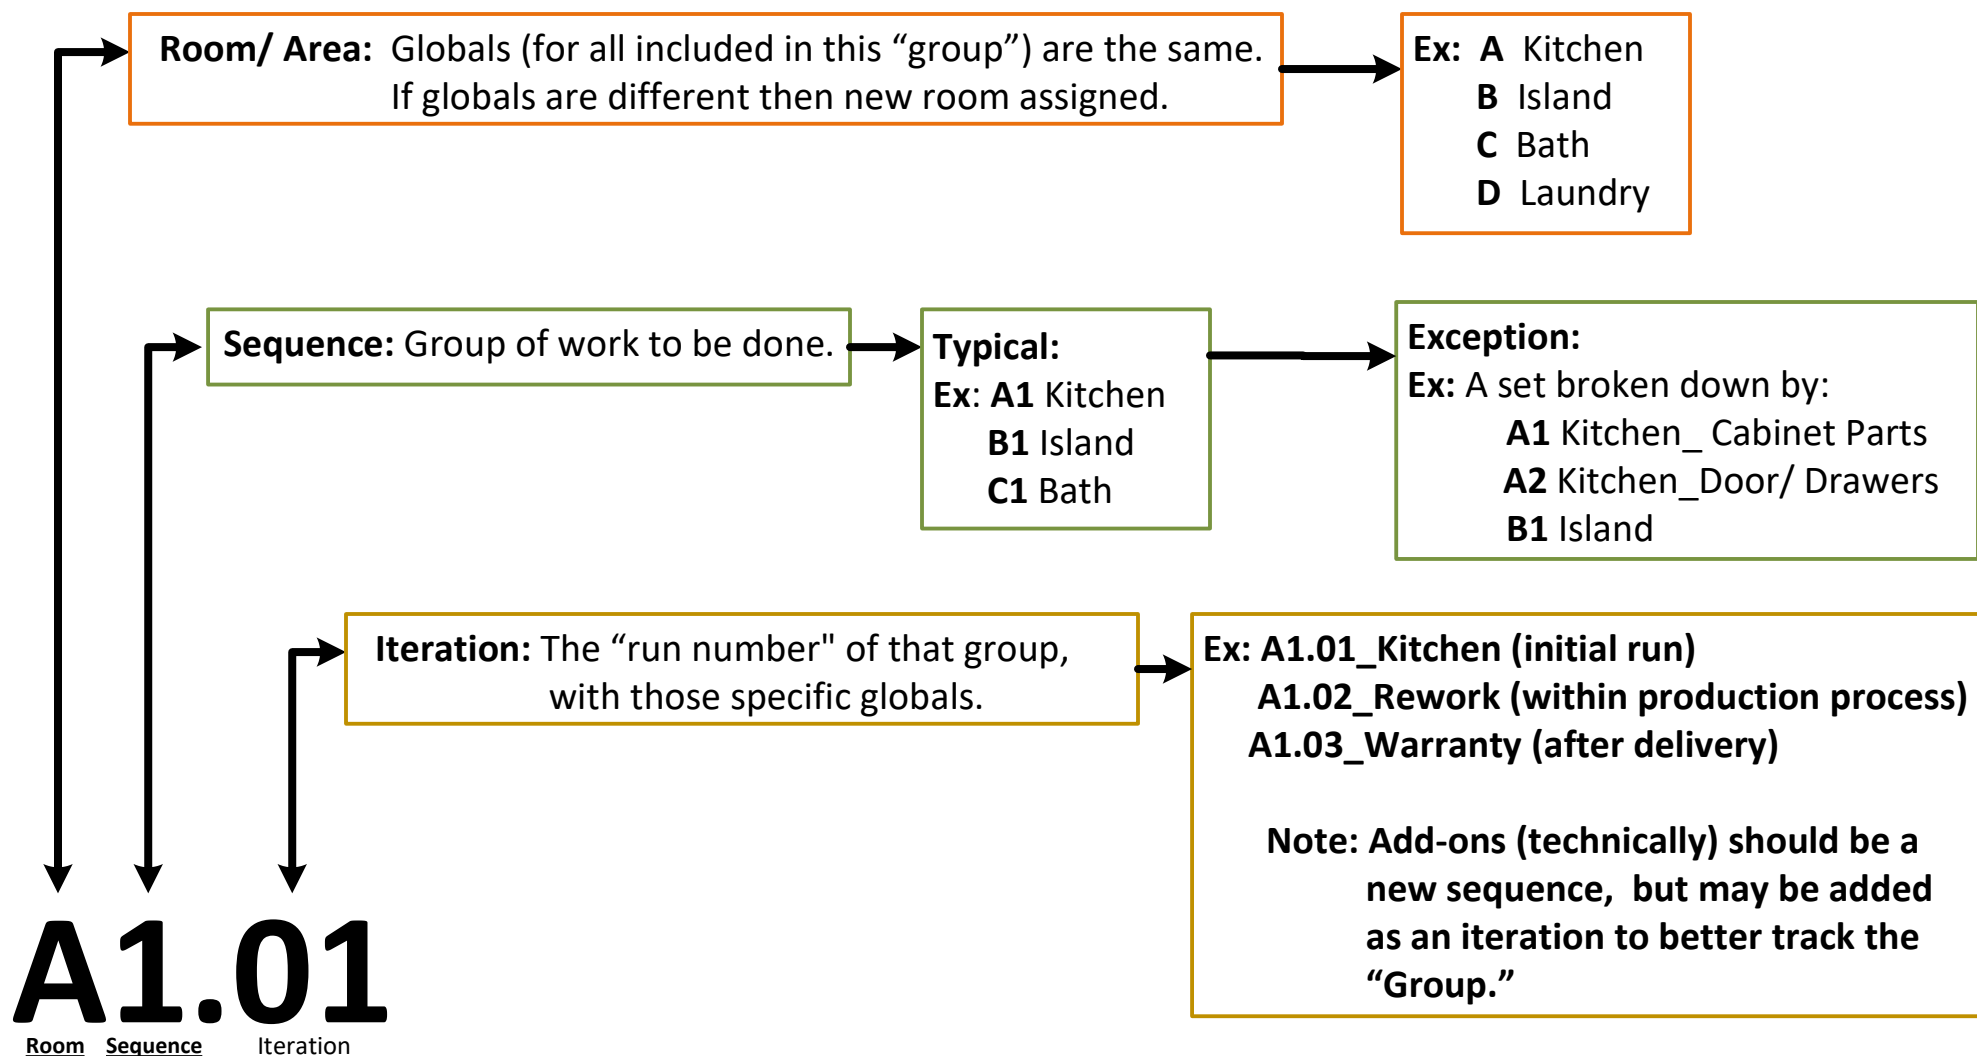 Room/ Area: Globals (for all included in this “group”) are the same.
If globals are different then new room assigned.
Ex: A Kitchen
B Island
C Bath
D Laundry
Sequence: Group of work to be done.
Typical:
Ex: A1 Kitchen
B1 Island
C1 Bath
Exception:
Ex: A set broken down by:
A1 Kitchen_ Cabinet Parts
A2 Kitchen_Door/ Drawers
B1 Island
Iteration: The “run number" of that group,
with those specific globals.
Ex: A1.01_Kitchen (initial run)
A1.02_Rework (within production process)
A1.03_Warranty (after delivery)
Note: Add-ons (technically) should be a
new sequence, but may be added
as an iteration to better track the
“Group.”
A1.01
Room Sequence Iteration